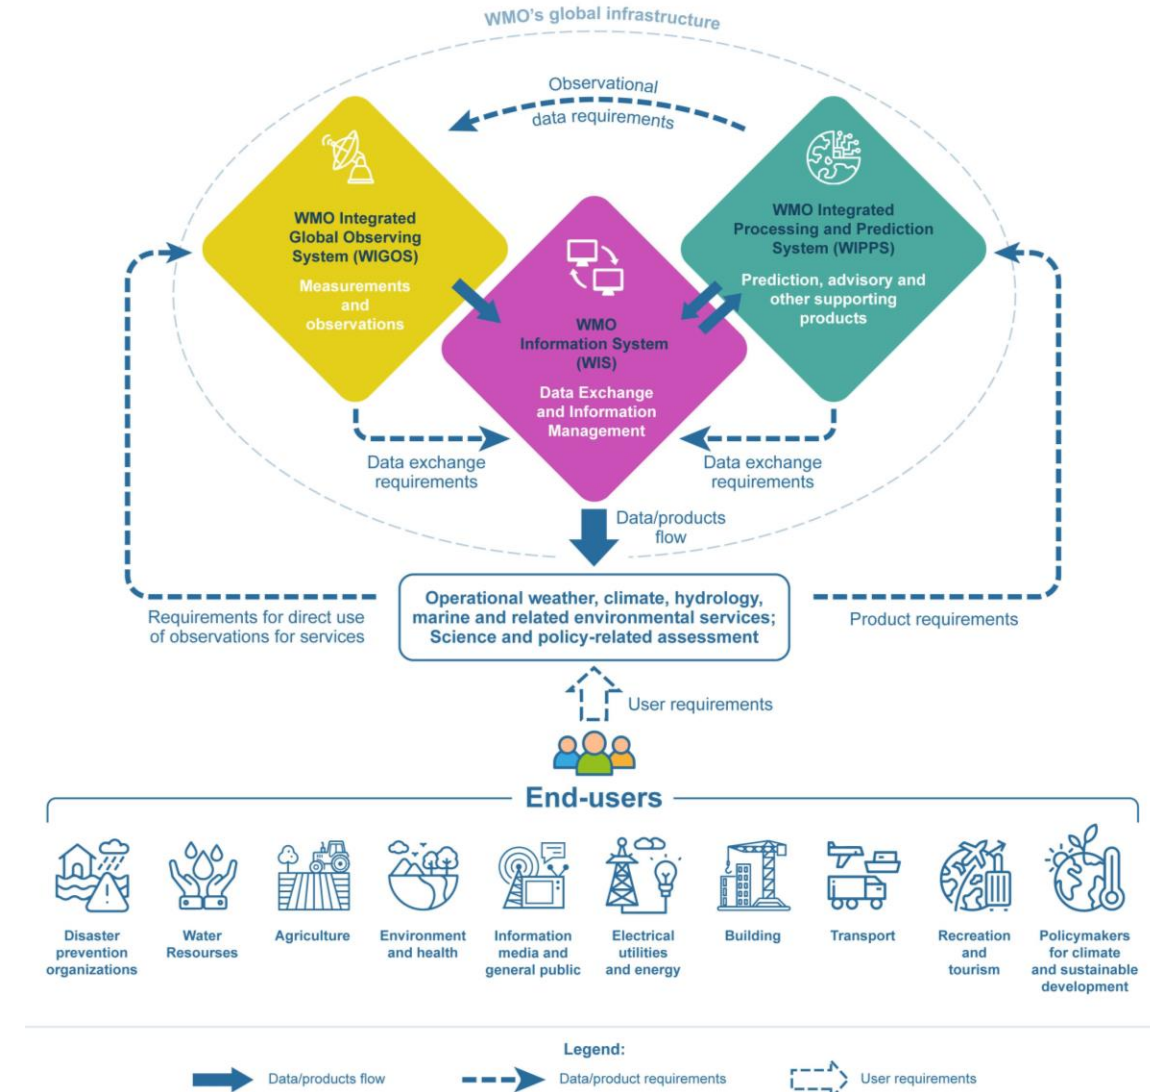 WMO's global infrastructure
Observational
data requirements
WMO Integrated
Global Observing
System (WIGOS)
Measurements
and
observations
WMO
Information System
(WIS)
Data Exchange
and Information
Management
WMO Integrated
Processing and Prediction
System (WIPPS)
Prediction, advisory and
other supporting
products
Data exchange
requirements
Data exchange
requirements
Data/products
flow
Requirements for direct use
of observations for services
Operational weather, climate, hydrology,
marine and related environmental services;
Science and policy-related assessment
Product requirements
User requirements
End-users
Disaster
prevention
organizations
Water
Resourses
Agriculture
Environment
and health
Information
media and
general public
Electrical
utilities
and energy
Building
Transport
Recreation
and
tourism
Policymakers
for climate
and sustainable
development
Legend:
Data/products flow
Data/product requirements
User requirements